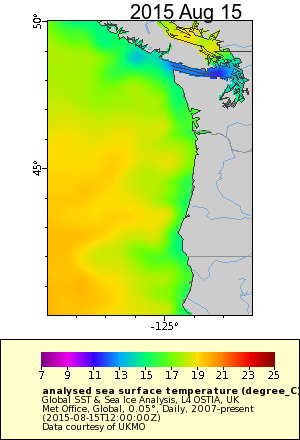 2015 Aug 15
50°
45°
-125°
7 9 11 13 15 17 19 21 23 25
analysed sea surface temperature (degree_C)
Global SST & Sea Ice Analysis, L4 OSTIA, UK
Met Office, Global, 0.05°, Daily, 2007-present
(2015-08-15T12:00:00Z)
Data courtesy of UKMO